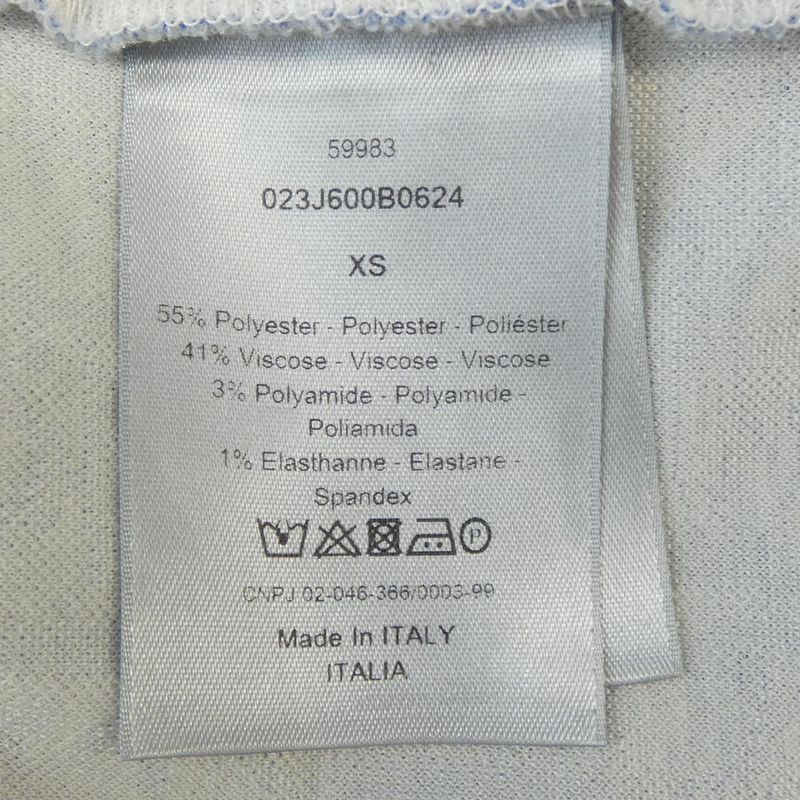 59983
023J600B0624
XS
55% Polyester - Polyester - Poliéster
41% Viscose - Viscose - Viscose
3% Polyamide - Polyamide -
Poliamida
1% Elasthanne - Elastane -
Spandex
P
CNPJ 02-046-366/0003-99
Made In ITALY
ITALIA